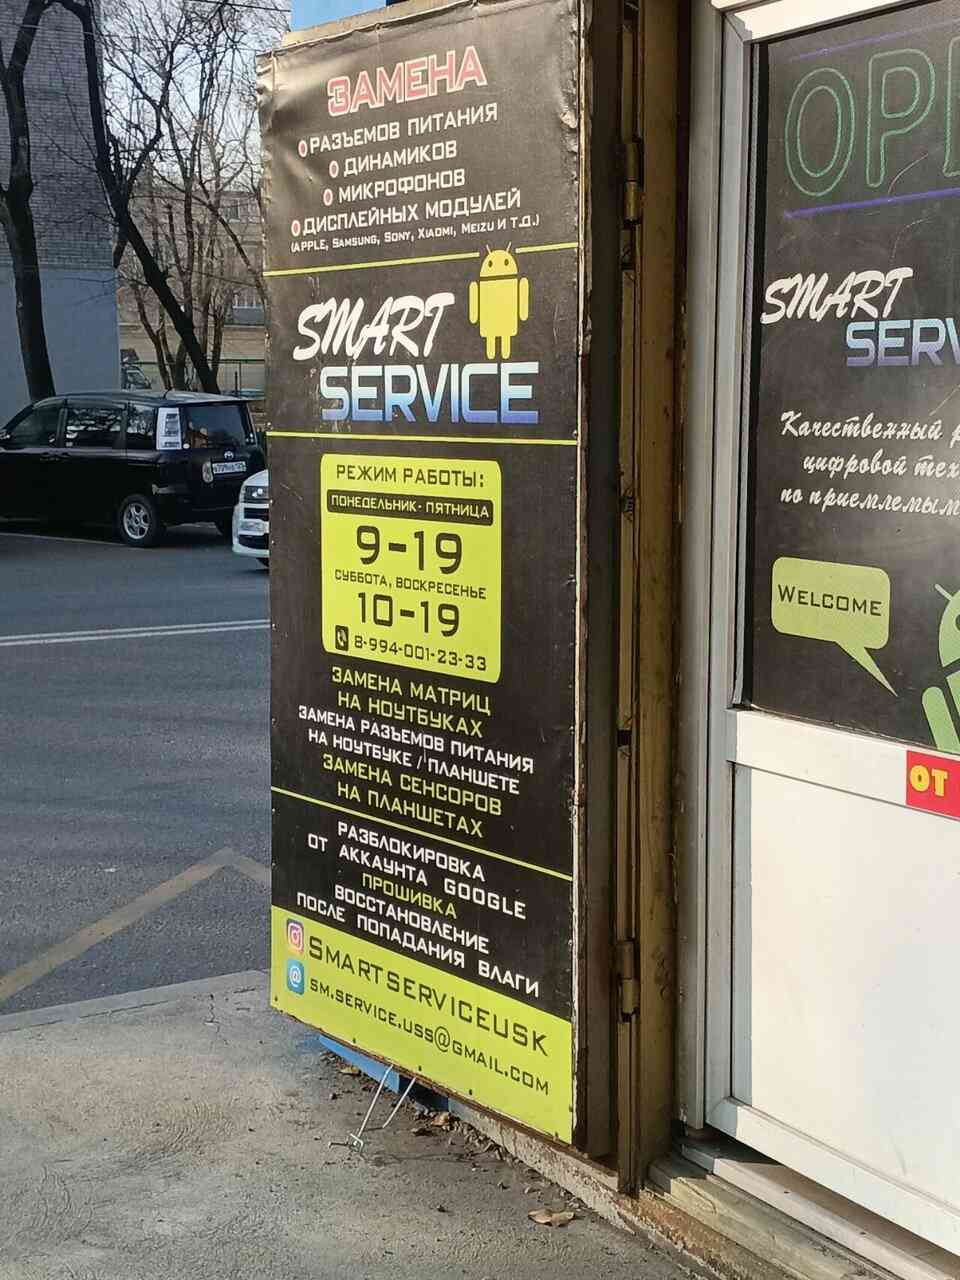 ЗАМЕНА
РАЗЪЕМОВ ПИТАНИЯ
ДИНАМИКОВ
МИКРОФОНОВ
ДИСПЛЕЙНЫХ МОДУЛЕЙ
(APPLE, SAMSUNG, SONY, XIAOMI, MEIZU И Т.Д.)
SMART
SERVICE
РЕЖИМ РАБОТЫ:
ПОНЕДЕЛЬНИК - ПЯТНИЦА
9-19
СУББОТА, ВОСКРЕСЕНЬЕ
10-19
8-994-001-23-33
ЗАМЕНА МАТРИЦ
НА НОУТБУКАХ
ЗАМЕНА РАЗЪЕМОВ ПИТАНИЯ
НА НОУТБУКЕ / ПЛАНШЕТЕ
ЗАМЕНА СЕНСОРОВ
НА ПЛАНШЕТАХ
РАЗБЛОКИРОВКА
ОТ АККАУНТА GOOGLE
ПРОШИВКА
ВОССТАНОВЛЕНИЕ
ПОСЛЕ ПОПАДАНИЯ ВЛАГИ
SMARTSERVICEUSK
@ SM.SERVICE.USS@GMAIL.COM
OPE
SMART
SERV
Качественный р
цифровой тех
по приемлемым
WELCOME
ОТ